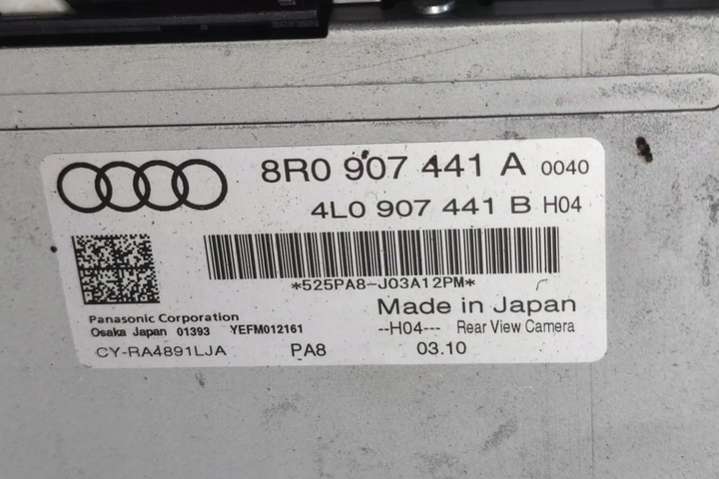 8R0 907 441 A 0040
4L0 907 441 B H04
*525PA8-J03A12PM*
Panasonic Corporation Made in Japan
Osaka Japan 01393 YEFM012161 --H04--- Rear View Camera
CY-RA4891LJA PA8 03.10